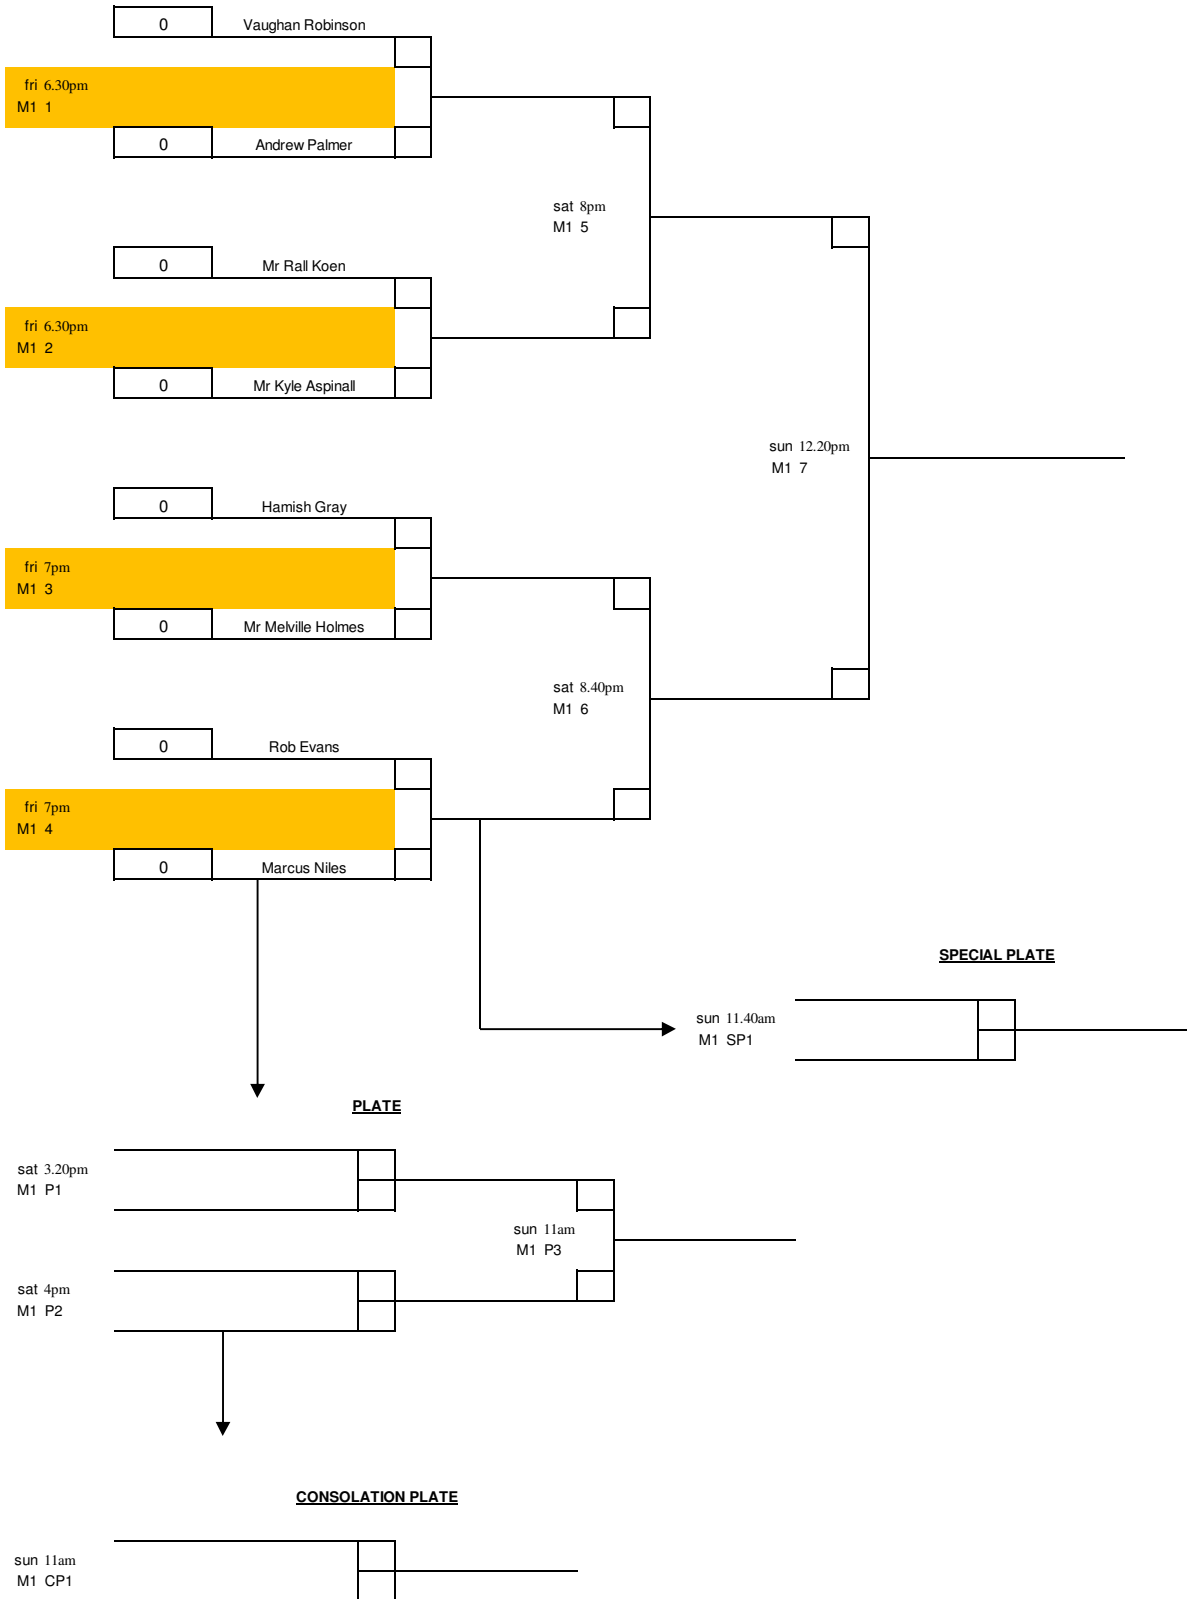 0 Vaughan Robinson
fri 6.30pm
M1 1
0 Andrew Palmer
sat 8pm
M1 5
0 Mr Rall Koen
fri 6.30pm
M1 2
0 Mr Kyle Aspinall
sun 12.20pm
M1 7
0 Hamish Gray
fri 7pm
M1 3
0 Mr Melville Holmes
sat 8.40pm
M1 6
0 Rob Evans
fri 7pm
M1 4
0 Marcus Niles
SPECIAL PLATE
sun 11.40am
M1 SP1
PLATE
sat 3.20pm
M1 P1
sun 11am
M1 P3
sat 4pm
M1 P2
CONSOLATION PLATE
sun 11am
M1 CP1